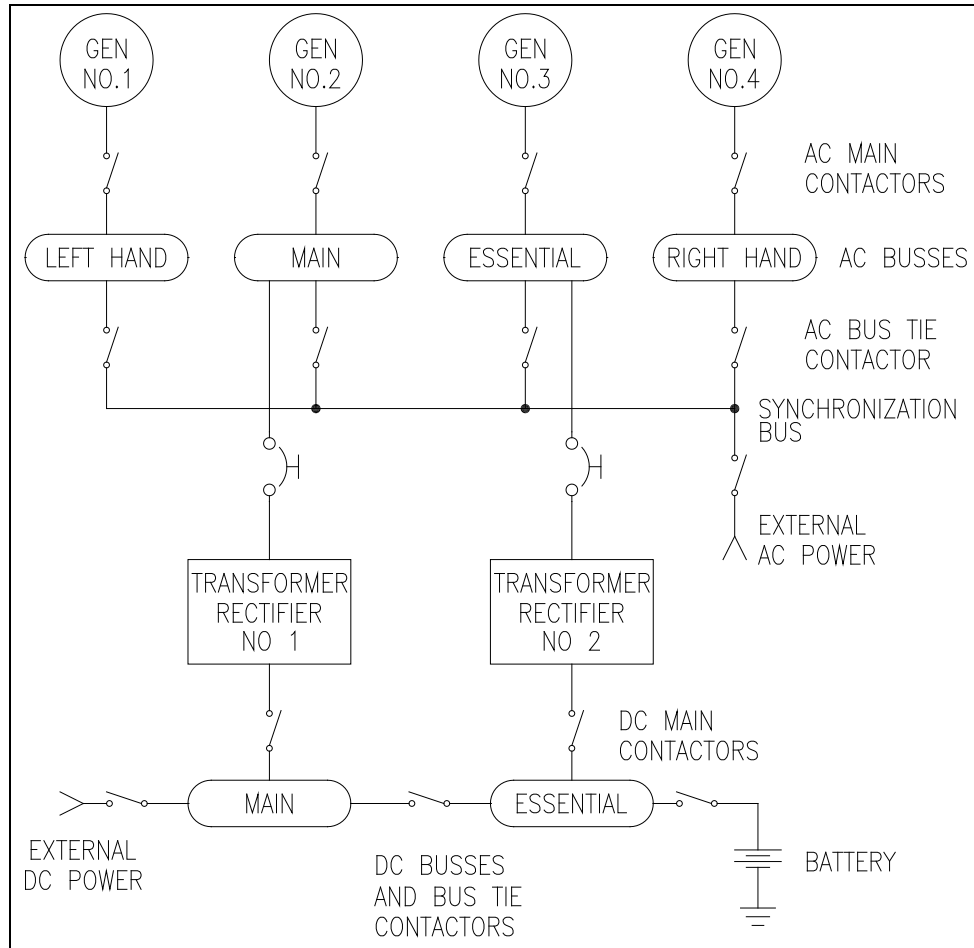 GEN
NO.1
GEN
NO.2
GEN
NO.3
GEN
NO.4
AC MAIN
CONTACTORS
LEFT HAND
MAIN
ESSENTIAL
RIGHT HAND
AC BUSSES
AC BUS TIE
CONTACTOR
SYNCHRONIZATION
BUS
EXTERNAL
AC POWER
TRANSFORMER
RECTIFIER
NO 1
TRANSFORMER
RECTIFIER
NO 2
DC MAIN
CONTACTORS
MAIN
ESSENTIAL
EXTERNAL
DC POWER
DC BUSSES
AND BUS TIE
CONTACTORS
BATTERY